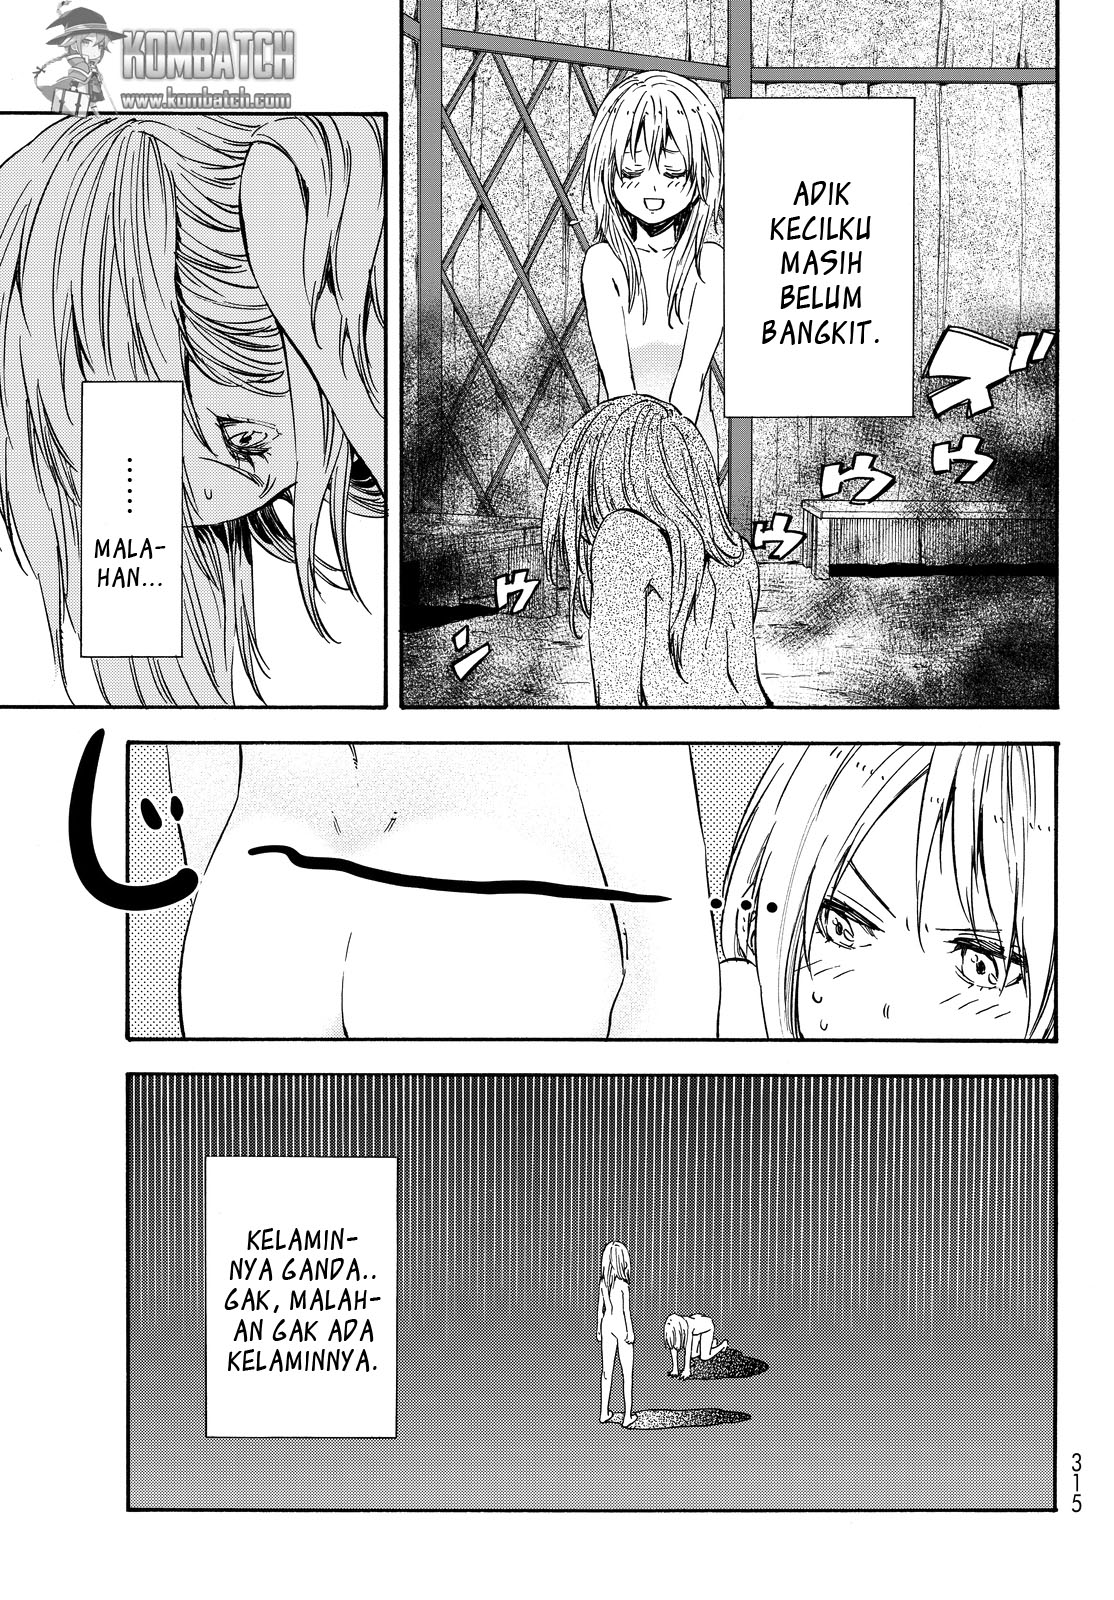 KOMBATCH
www.kombatch.com
ADIK
KECILKU
MASIH
BELUM
BANGKIT.
ズ
ウ
ウ
ウ
ウ
ン
......
MALA-
HAN...
じー...
KELAMIN-
NYA GANDA..
GAK, MALAH-
AN GAK ADA
KELAMINNYA.
315